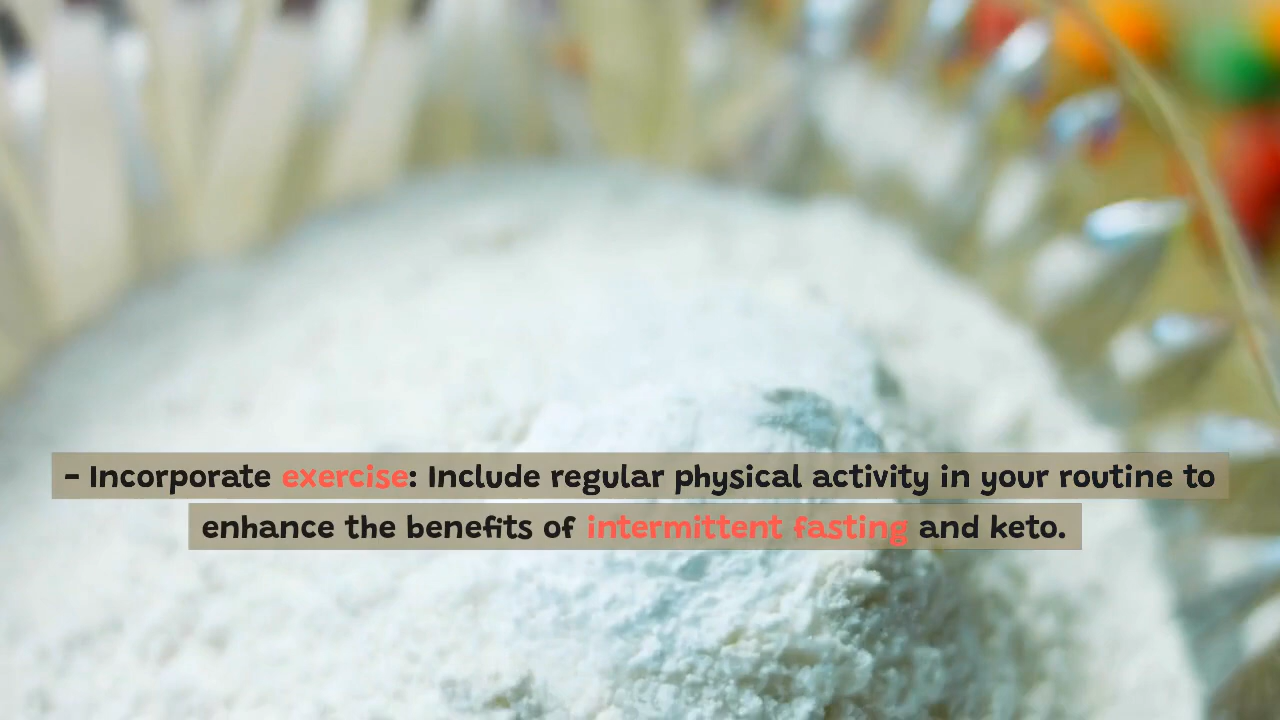 - Incorporate exercise: Include regular physical activity in your routine to
enhance the benefits of intermittent fasting and keto.